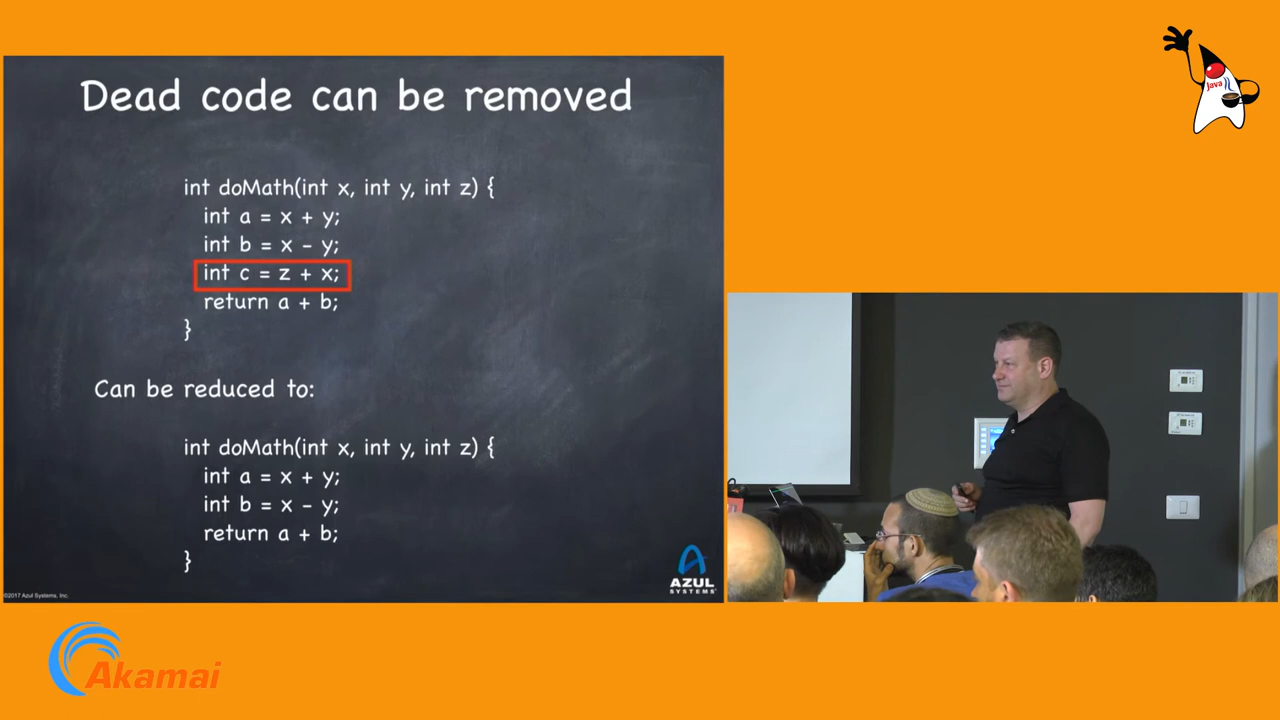 Dead code can be removed
int doMath(int x, int y, int z) {
int a = x + y;
int b = x - y;
int c = z + x;
return a + b;
}
Can be reduced to:
int doMath(int x, int y, int z) {
int a = x + y;
int b = x - y;
return a + b;
}
©2017 Azul Systems, Inc.
AZUL
SYSTEMS
Java
Akamai